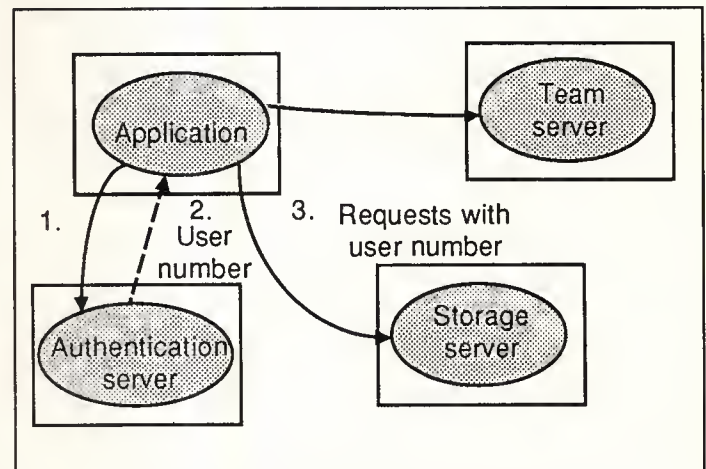 Application
Team
server
1.
2.
User
number
3. Requests with
user number
Authentication
server
Storage
server